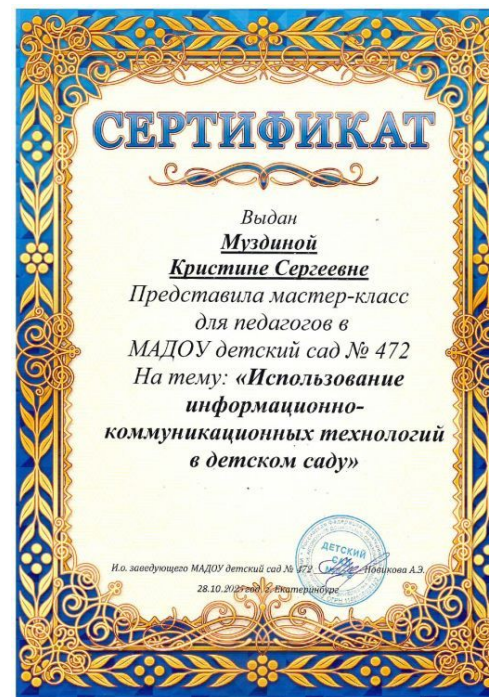 СЕРТИФИКАТ
Выдан
Муздиной
Кристине Сергеевне
Представила мастер-класс
для педагогов в
МАДОУ детский сад № 472
На тему: «Использование
информационно-
коммуникационных технологий
в детском саду»
ДЕТСКИЙ
САД
И.о. заведующего МАДОУ детский сад № 472 Новикова А.Э.
28.10.2025 год. г. Екатеринбург